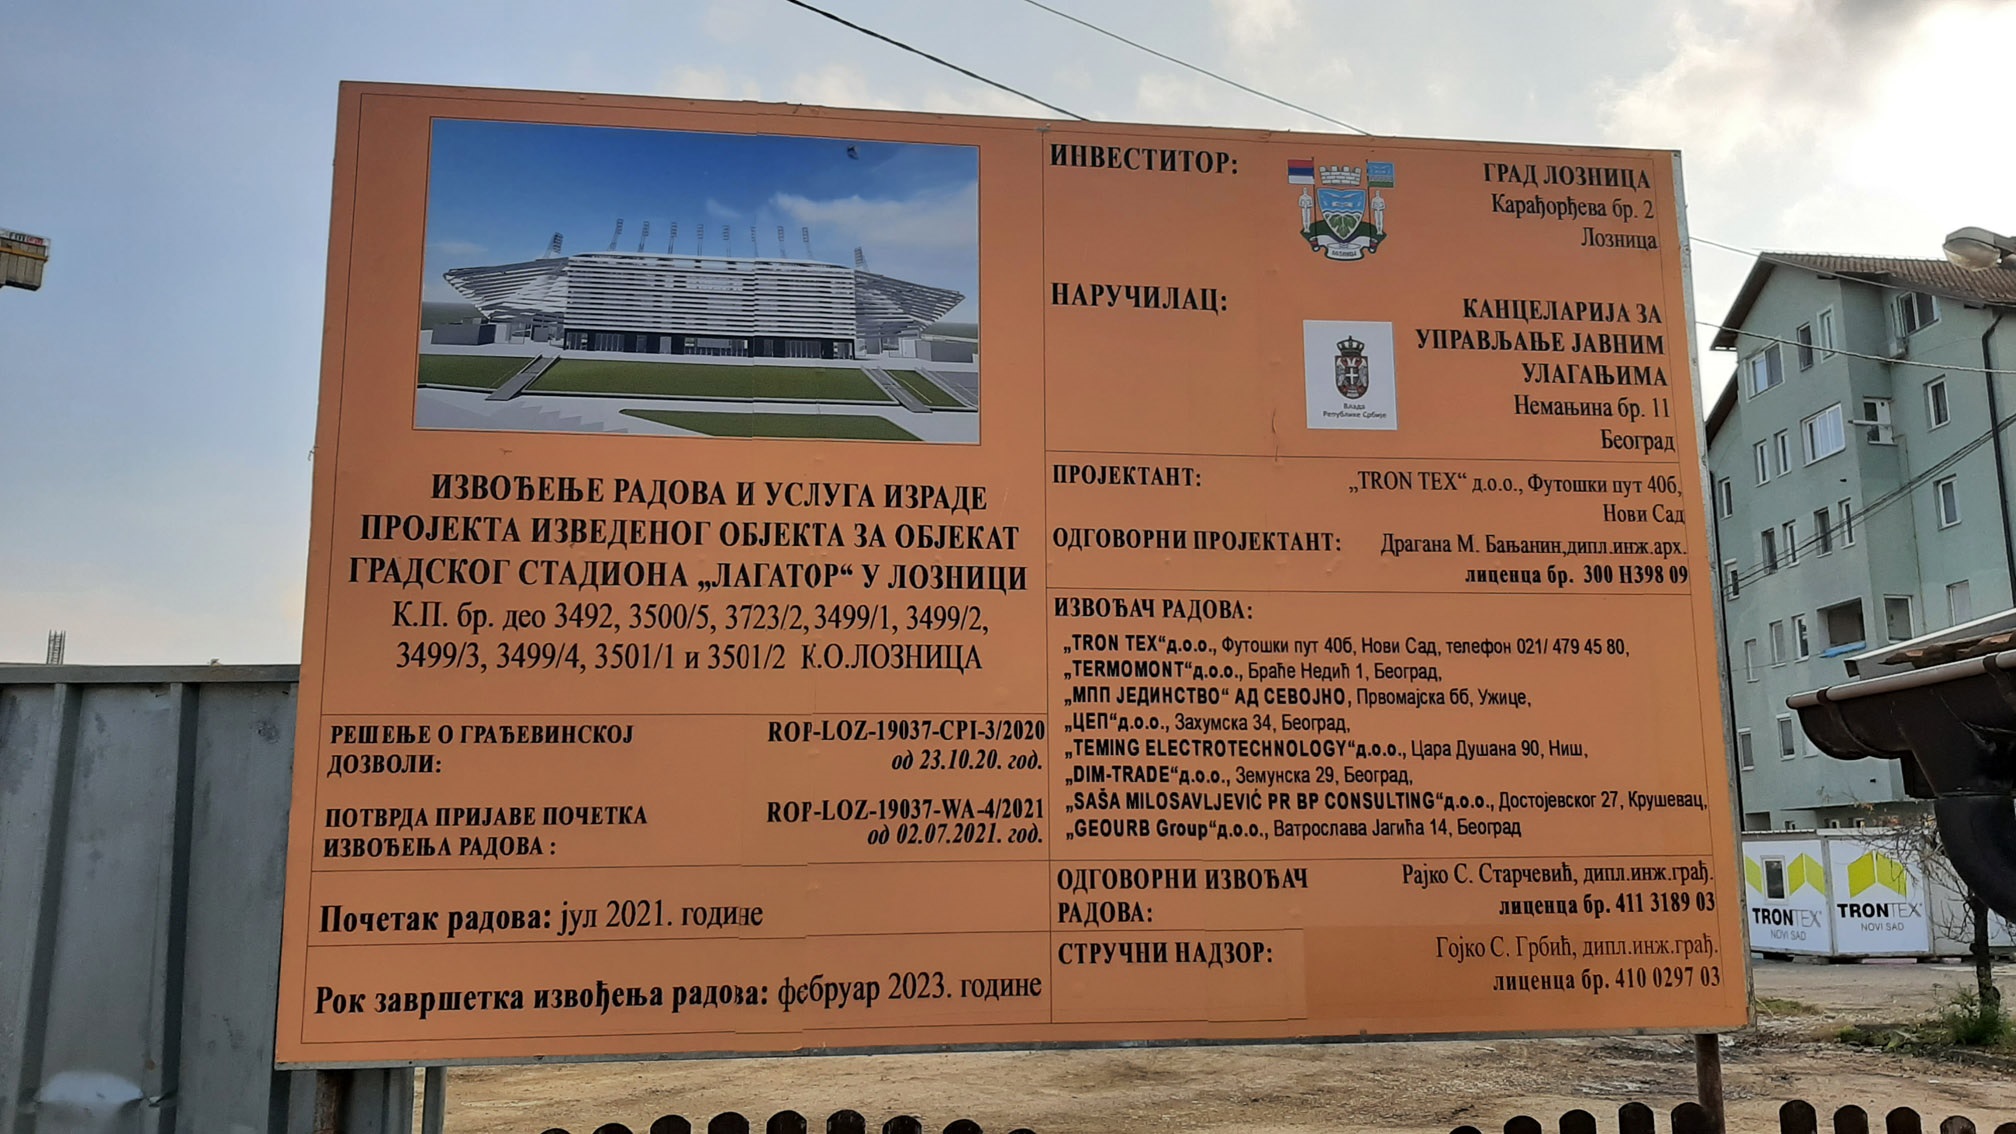 ИЗВОЂЕЊЕ РАДОВА И УСЛУГА ИЗРАДЕ
ПРОЈЕКТА ИЗВЕДЕНОГ ОБЈЕКТА ЗА ОБЈЕКАТ
ГРАДСКОГ СТАДИОНА „ЛАГАТОР“ У ЛОЗНИЦИ
К.П. бр. део 3492, 3500/5, 3723/2, 3499/1, 3499/2,
3499/3, 3499/4, 3501/1 и 3501/2 К.О.ЛОЗНИЦА
РЕШЕЊЕ О ГРАЂЕВИНСКОЈ
ДОЗВОЛИ:
ROP-LOZ-19037-CPI-3/2020
од 23.10.20. год.
ПОТВРДА ПРИЈАВЕ ПОЧЕТКА
ИЗВОЂЕЊА РАДОВА :
ROP-LOZ-19037-WA-4/2021
од 02.07.2021. год.
Почетак радова: јул 2021. године
Рок завршетка извођења радова: фебруар 2023. године
ИНВЕСТИТОР:
ЛОЗНИЦА
ГРАД ЛОЗНИЦА
Карађорђева бр. 2
Лозница
НАРУЧИЛАЦ:
Влада
Републике Србије
КАНЦЕЛАРИЈА ЗА
УПРАВЉАЊЕ ЈАВНИМ
УЛАГАЊИМА
Немањина бр. 11
Београд
ПРОЈЕКТАНТ:
„TRON TEX“ д.о.о., Футошки пут 40б,
Нови Сад
ОДГОВОРНИ ПРОЈЕКТАНТ:
Драгана М. Бањанин,дипл.инж.арх.
лиценца бр. 300 Н398 09
ИЗВОЂАЧ РАДОВА:
„TRON TEX“д.о.о., Футошки пут 40б, Нови Сад, телефон 021/ 479 45 80,
„TERMOMONT“д.о.о., Браће Недић 1, Београд,
„МПП ЈЕДИНСТВО“ АД СЕВОЈНО, Првомајска бб, Ужице,
„ЦЕП“д.о.о., Захумска 34, Београд,
„TEMING ELECTROTECHNOLOGY“д.о.о., Цара Душана 90, Ниш,
„DIM-TRADE“д.о.о., Земунска 29, Београд,
„SAŠA MILOSAVLJEVIĆ PR BP CONSULTING“д.о.о., Достојевског 27, Крушевац,
„GEOURB Group“д.о.о., Ватрослава Јагића 14, Београд
ОДГОВОРНИ ИЗВОЂАЧ
РАДОВА:
Рајко С. Старчевић, дипл.инж.грађ.
лиценца бр. 411 3189 03
СТРУЧНИ НАДЗОР:
Гојко С. Грбић, дипл.инж.грађ.
лиценца бр. 410 0297 03
TRONTEX
NOVI SAD
TRONTEX
NOVI SAD